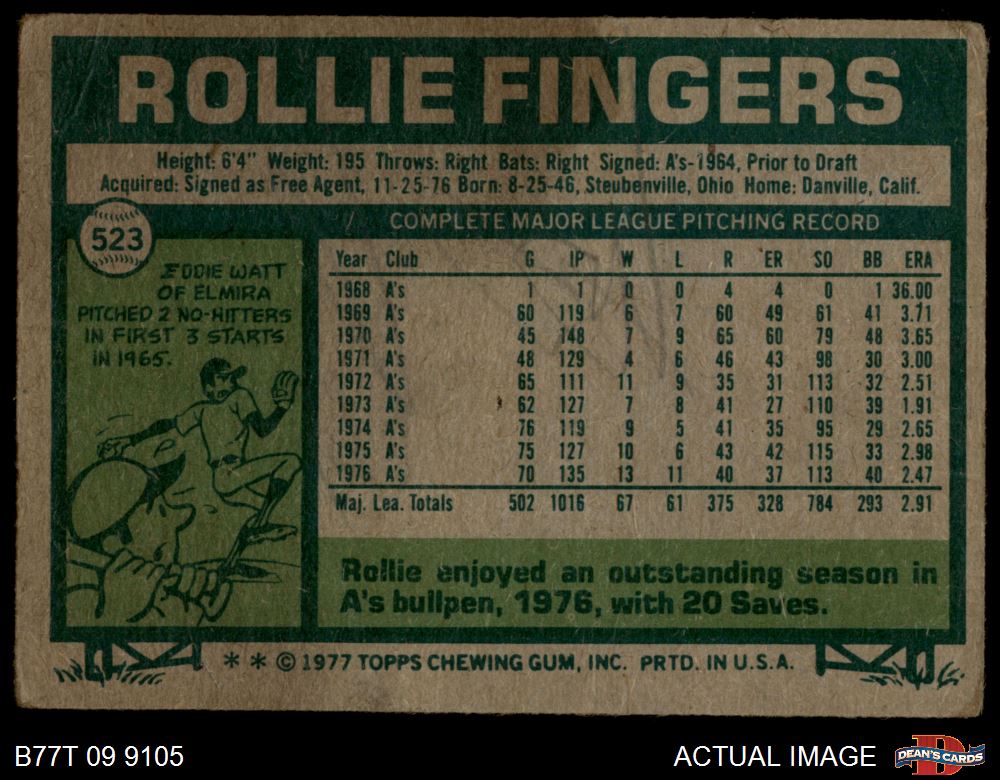 ROLLIE FINGERS
Height: 6'4" Weight: 195 Throws: Right Bats: Right Signed: A's-1964, Prior to Draft
Acquired: Signed as Free Agent, 11-25-76 Born: 8-25-46, Steubenville, Ohio Home: Danville, Calif.
523
COMPLETE MAJOR LEAGUE PITCHING RECORD
EDDIE WATT
OF ELMIRA
PITCHED 2 NO-HITTERS
IN FIRST 3 STARTS
IN 1965.
Year Club G IP W L R ER SO BB ERA
1968 A's 1 1 0 0 4 4 0 1 36.00
1969 A's 60 119 6 7 60 49 61 41 3.71
1970 A's 45 148 7 9 65 60 79 48 3.65
1971 A's 48 129 4 6 46 43 98 30 3.00
1972 A's 65 111 11 9 35 31 113 32 2.51
1973 A's 62 127 7 8 41 27 110 39 1.91
1974 A's 76 119 9 5 41 35 95 29 2.65
1975 A's 75 127 10 6 43 42 115 33 2.98
1976 A's 70 135 13 11 40 37 113 40 2.47
Maj. Lea. Totals 502 1016 67 61 375 328 784 293 2.91
Rollie enjoyed an outstanding season in
A's bullpen, 1976, with 20 Saves.
* * © 1977 TOPPS CHEWING GUM, INC. PRTD. IN U.S.A.
B77T 09 9105
ACTUAL IMAGE
D
DEAN'S CARDS